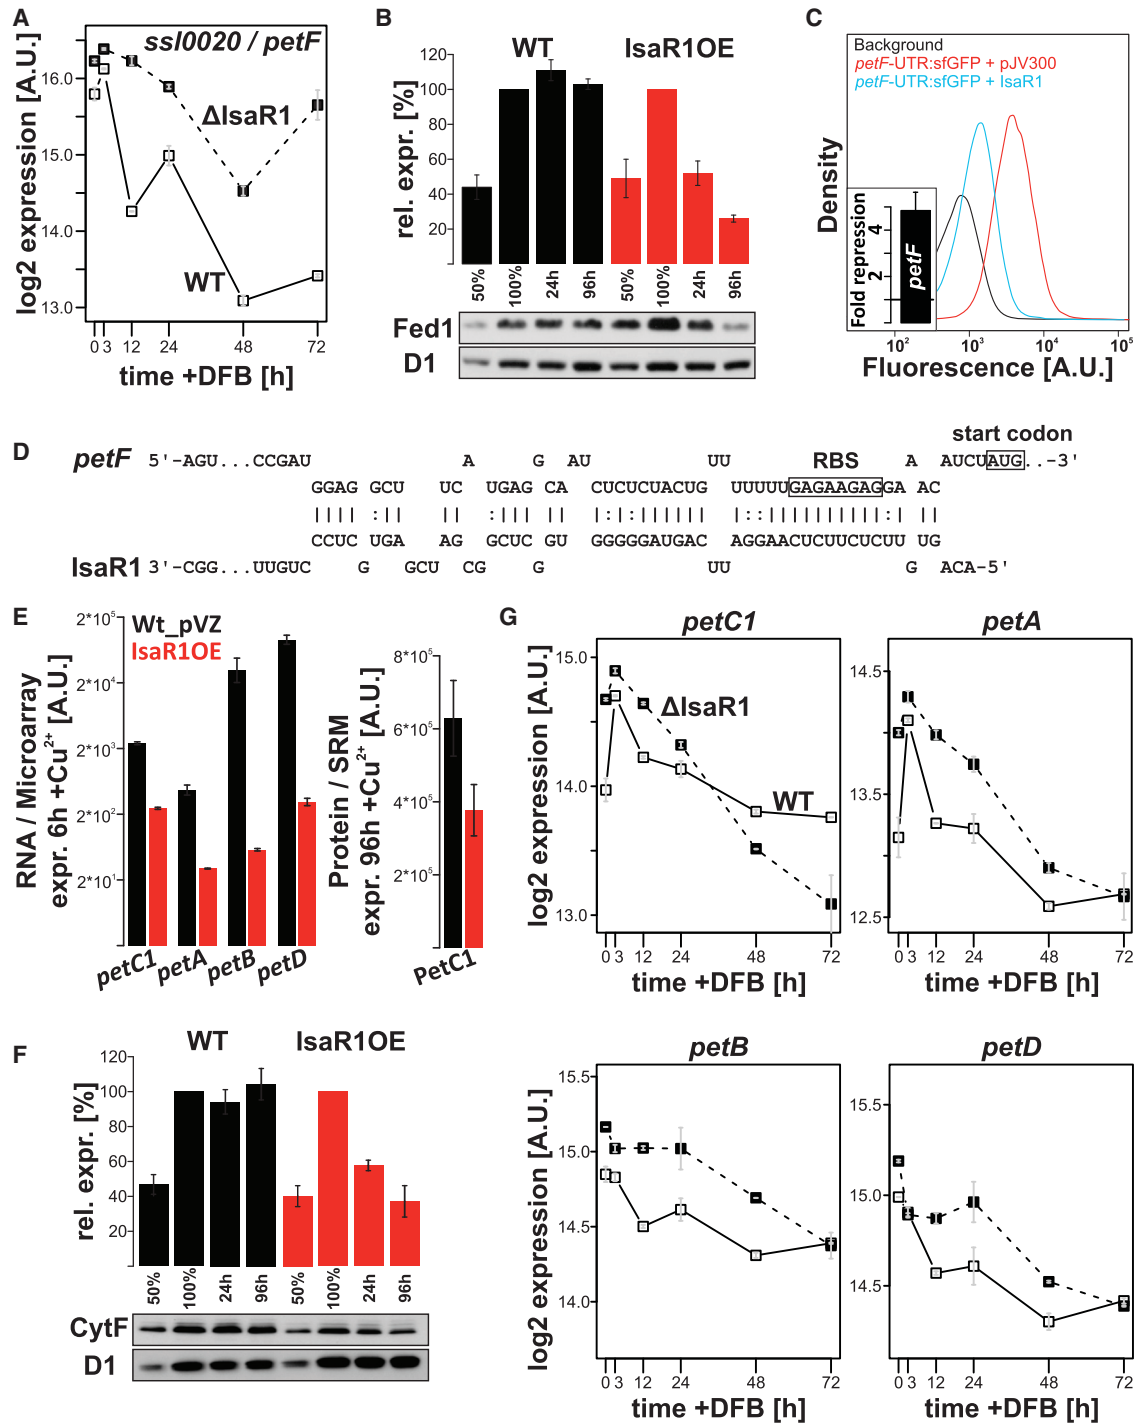 A
ssl0020 / petF
log2 expression [A.U.]
16.0
15.0
14.0
13.0
ΔIsaR1
WT
0 3 12 24 48 72
time +DFB [h]
B
WT IsaR1OE
rel. expr. [%]
120
100
80
60
40
20
50% 100% 24h 96h 50% 100% 24h 96h
Fed1
D1
C
Background
petF-UTR:sfGFP + pJV300
petF-UTR:sfGFP + IsaR1
Density
Fold repression
2 4
petF
10² 10³ 10⁴ 10⁵
Fluorescence [A.U.]
D
start codon
petF 5'-AGU...CCGAU A G AU UU RBS A AUCUAUG..-3'
GGAG GCU UC UGAG CA CUCUCUACUG UUUUUGAGAAGAGGA AC
|||| :|| || :||| || ||::||:||| |::||||||||||:|| ||
CCUC UGA AG GCUC GU GGGGGAUGAC AGGAACUCUUCUCUU UG
IsaR1 3'-CGG...UUGUC G GCU CG G UU G ACA-5'
E
Wt_pVZ
IsaR1OE
RNA / Microarray
expr. 6h +Cu²⁺ [A.U.]
2*10⁵
2*10⁴
2*10³
2*10²
2*10¹
petC1 petA petB petD
Protein / SRM
expr. 96h +Cu²⁺ [A.U.]
8*10⁵
6*10⁵
4*10⁵
2*10⁵
0
PetC1
F
WT IsaR1OE
rel. expr. [%]
120
100
80
60
40
20
50% 100% 24h 96h 50% 100% 24h 96h
CytF
D1
G
petC1
log2 expression [A.U.]
15.0
14.0
13.0
ΔIsaR1
WT
0 3 12 24 48 72
time +DFB [h]
petA
14.5
13.5
12.5
0 3 12 24 48 72
time +DFB [h]
petB
log2 expression [A.U.]
15.5
15.0
14.5
14.0
0 3 12 24 48 72
time +DFB [h]
petD
15.5
15.0
14.5
0 3 12 24 48 72
time +DFB [h]